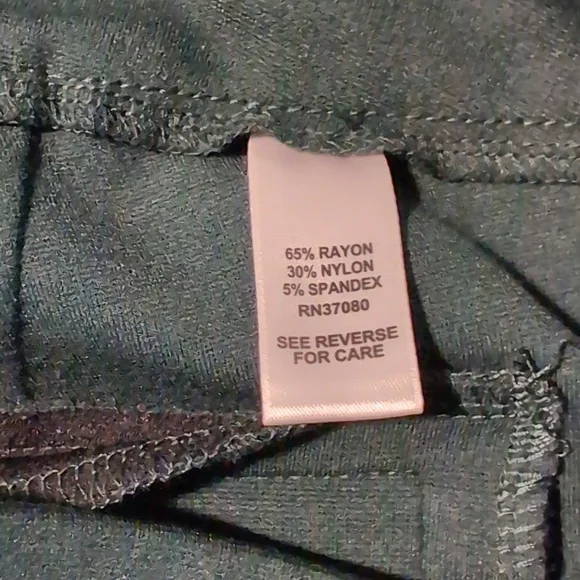 65% RAYON
30% NYLON
5% SPANDEX
RN37080
SEE REVERSE
FOR CARE